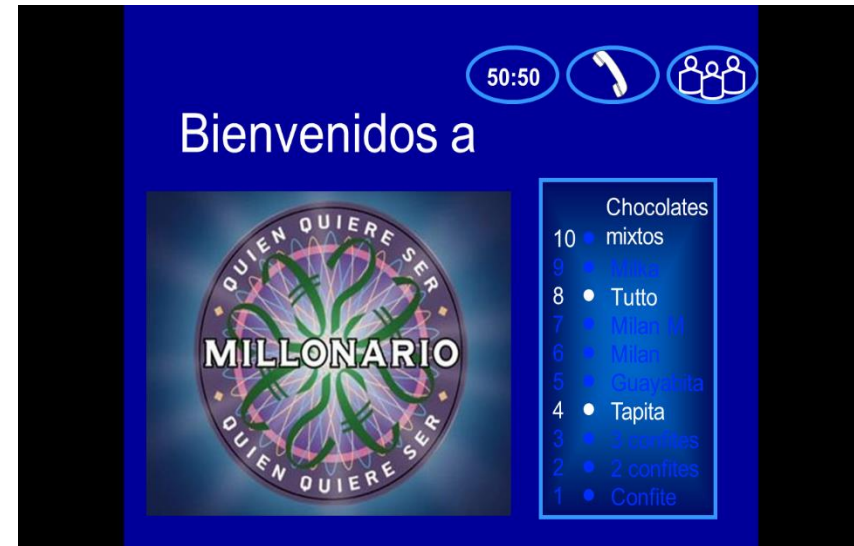 50:50
Bienvenidos a
QUIEN QUIERE SER
MILLONARIO
QUIEN QUIERE SER
Chocolates
10 • mixtos
9 • Milka
8 • Tutto
7 • Milan M
6 • Milan
5 • Guayabita
4 • Tapita
3 • 3 confites
2 • 2 confites
1 • Confite